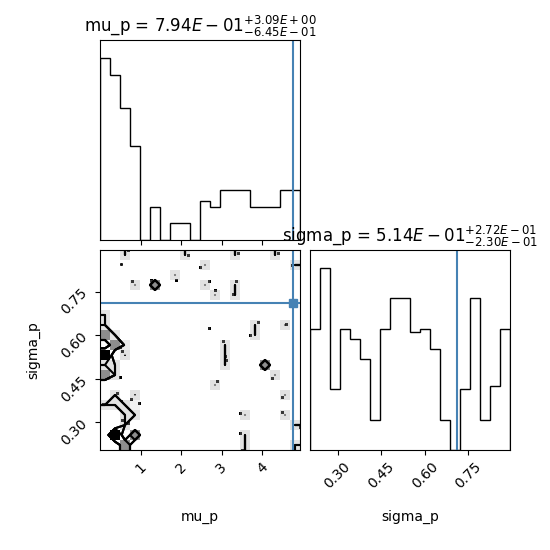 mu_p = 7.94E − 01 +3.09E+00 −6.45E−01
sigma_p = 5.14E − 01 +2.72E−01 −2.30E−01
sigma_p
0.75
0.60
0.45
0.30
1 2 3 4
0.30 0.45 0.60 0.75
mu_p
sigma_p